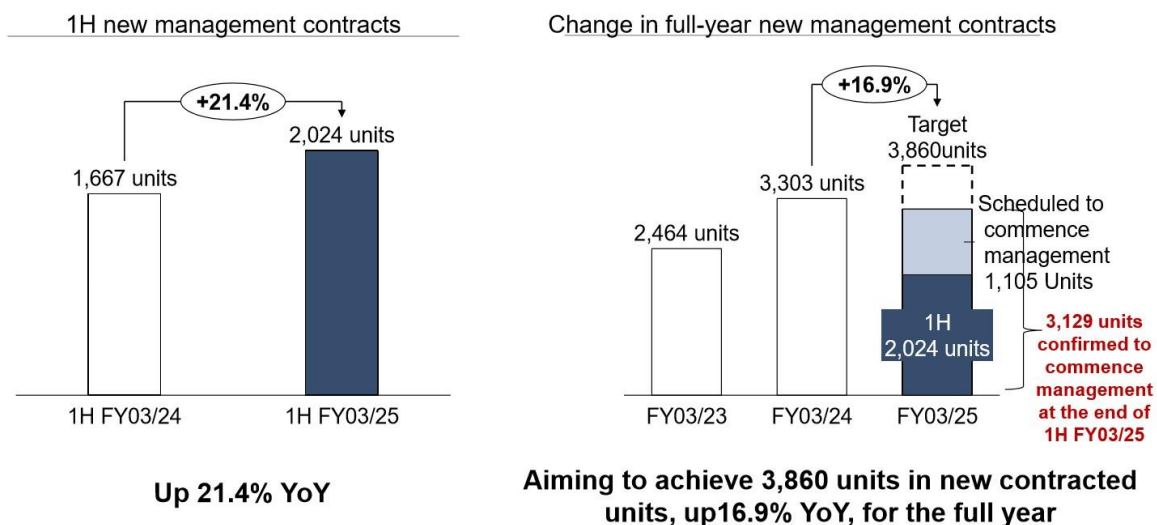 1H new management contracts
+21.4%
2,024 units
1,667 units
1H FY03/24
1H FY03/25
Up 21.4% YoY
Change in full-year new management contracts
+16.9%
Target
3,860units
3,303 units
2,464 units
Scheduled to
commence
management
1,105 Units
1H
2,024 units
3,129 units
confirmed to
commence
management
at the end of
1H FY03/25
FY03/23
FY03/24
FY03/25
Aiming to achieve 3,860 units in new contracted
units, up16.9% YoY, for the full year